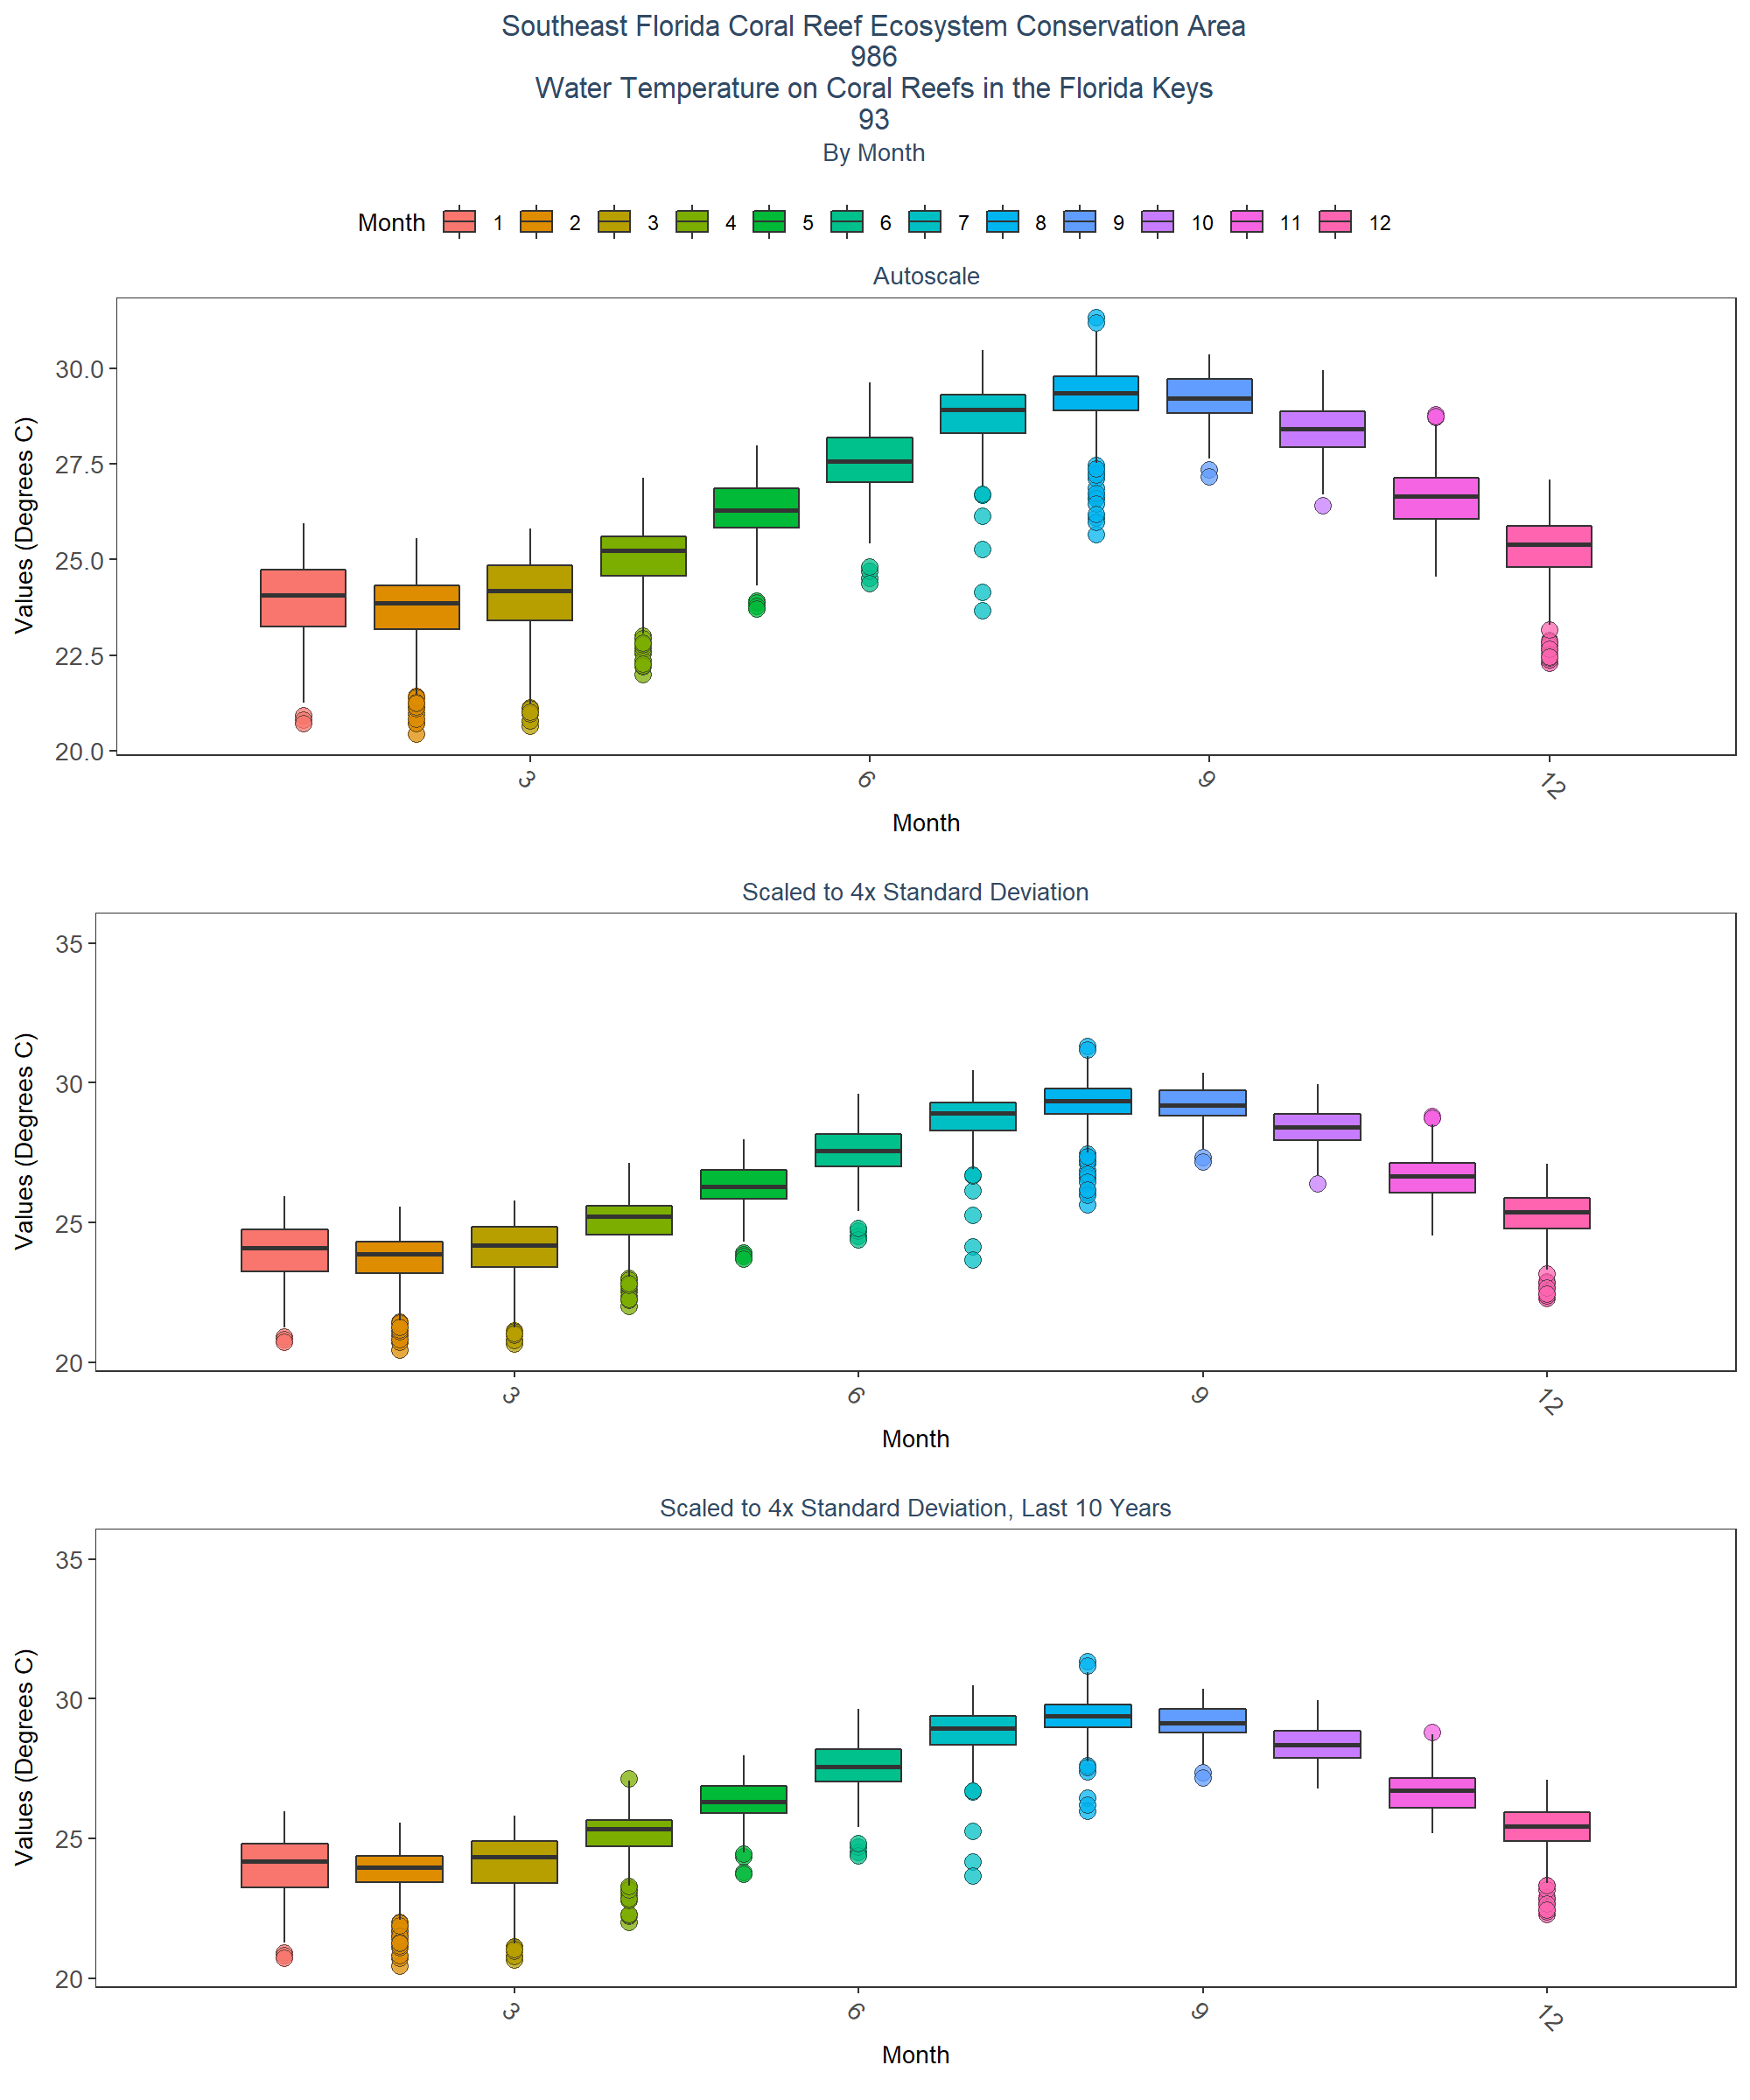 Southeast Florida Coral Reef Ecosystem Conservation Area
986
Water Temperature on Coral Reefs in the Florida Keys
93
By Month
Month 1 2 3 4 5 6 7 8 9 10 11 12
Autoscale
Values (Degrees C)
30.0
27.5
25.0
22.5
20.0
3 6 9 12
Month
Scaled to 4x Standard Deviation
Values (Degrees C)
35
30
25
20
3 6 9 12
Month
Scaled to 4x Standard Deviation, Last 10 Years
Values (Degrees C)
35
30
25
20
3 6 9 12
Month